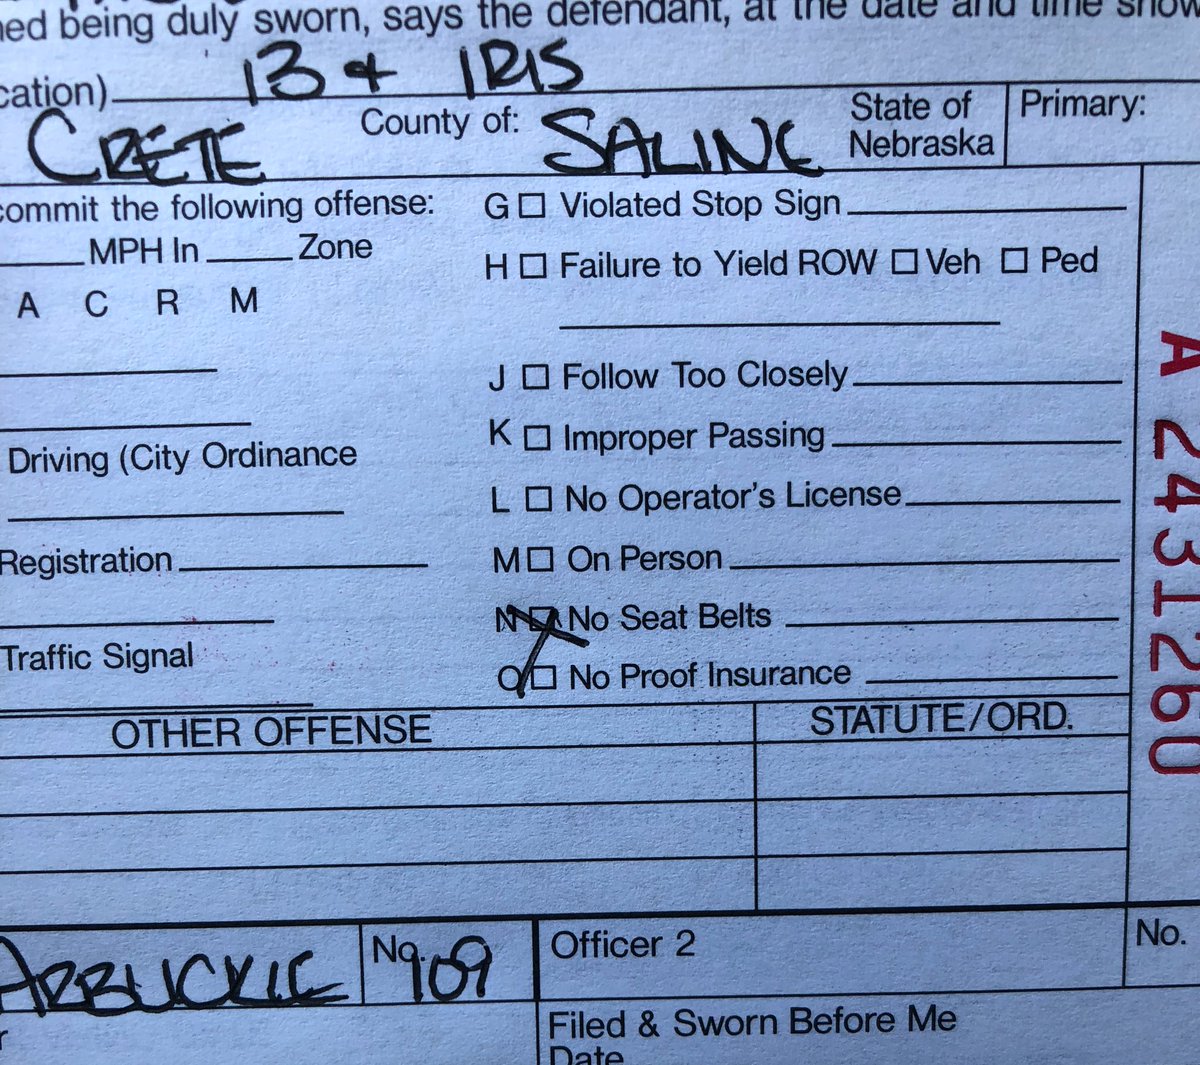 ned being duly sworn, says the defendant, at the date and time show
cation) 13 & IRIS
CRETE County of: SALINE State of Nebraska Primary:
commit the following offense:
MPH In Zone
A C R M
Driving (City Ordinance
Registration
Traffic Signal
G Violated Stop Sign
H Failure to Yield ROW Veh Ped
J Follow Too Closely
K Improper Passing
L No Operator's License
M On Person
N No Seat Belts
O No Proof Insurance
A 2431260
OTHER OFFENSE STATUTE/ORD.
ARBUCKLE No. 909 Officer 2 No.
r
Filed & Sworn Before Me
Date